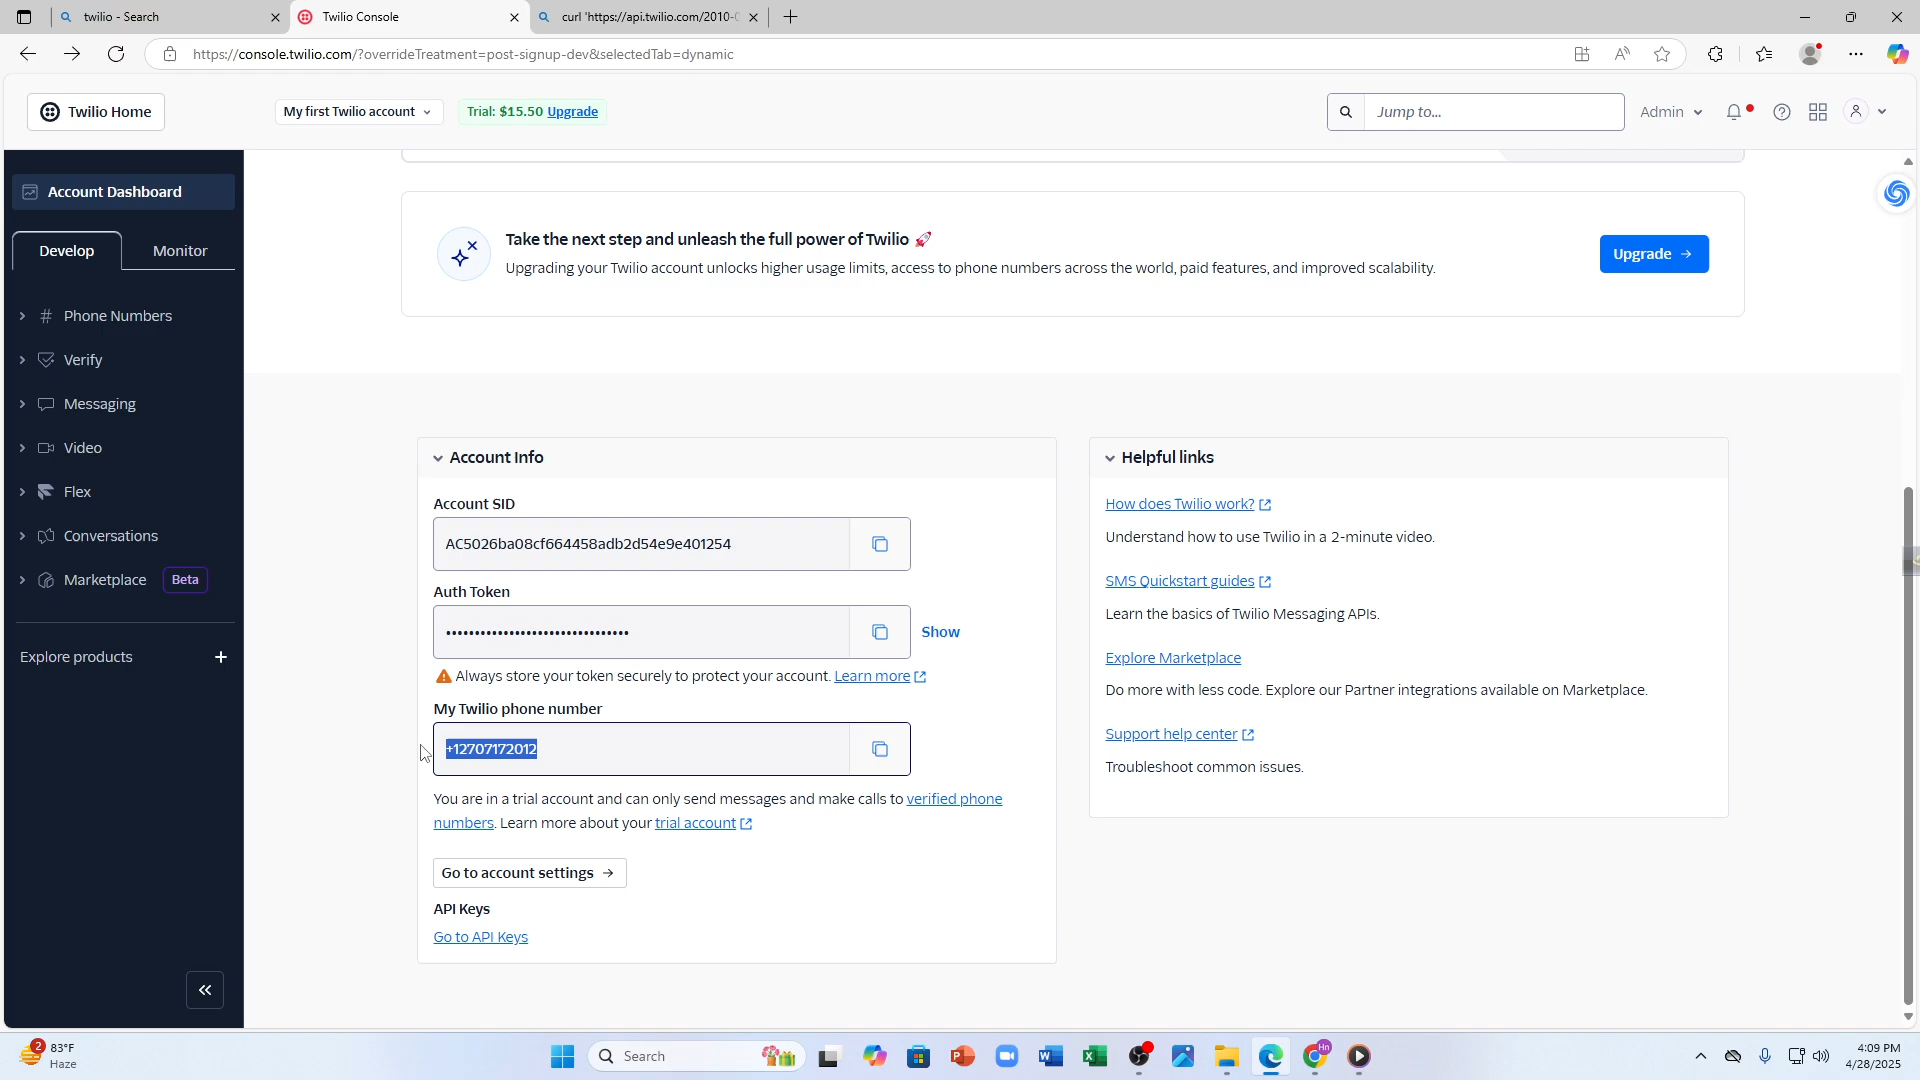 twilio - Search
Twilio Console
curl 'https://api.twilio.com/2010-0
https://console.twilio.com/?overrideTreatment=post-signup-dev&selectedTab=dynamic
Twilio Home
My first Twilio account
Trial: $15.50 Upgrade
Jump to...
Admin
Account Dashboard
Develop
Monitor
# Phone Numbers
Verify
Messaging
Video
Flex
Conversations
Marketplace
Beta
Explore products
+
Take the next step and unleash the full power of Twilio 🚀
Upgrading your Twilio account unlocks higher usage limits, access to phone numbers across the world, paid features, and improved scalability.
Upgrade →
Account Info
Account SID
AC5026ba08cf664458adb2d54e9e401254
Auth Token
••••••••••••••••••••••••••••••••
Show
Always store your token securely to protect your account. Learn more
My Twilio phone number
+12707172012
You are in a trial account and can only send messages and make calls to verified phone
numbers. Learn more about your trial account
Go to account settings →
API Keys
Go to API Keys
Helpful links
How does Twilio work?
Understand how to use Twilio in a 2-minute video.
SMS Quickstart guides
Learn the basics of Twilio Messaging APIs.
Explore Marketplace
Do more with less code. Explore our Partner integrations available on Marketplace.
Support help center
Troubleshoot common issues.
2
83°F
Haze
Search
Hn
4:09 PM
4/28/2025